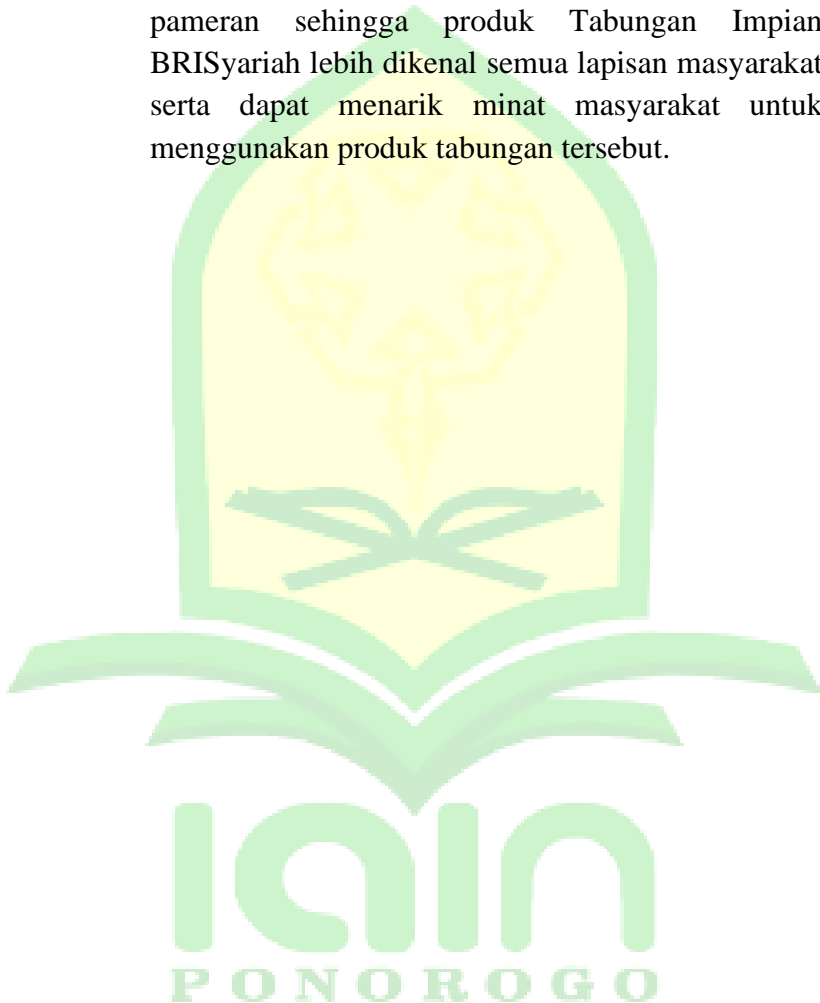 pameran sehingga produk Tabungan Impian
BRISyariah lebih dikenal semua lapisan masyarakat
serta dapat menarik minat masyarakat untuk
menggunakan produk tabungan tersebut.
iain
PONOROGO